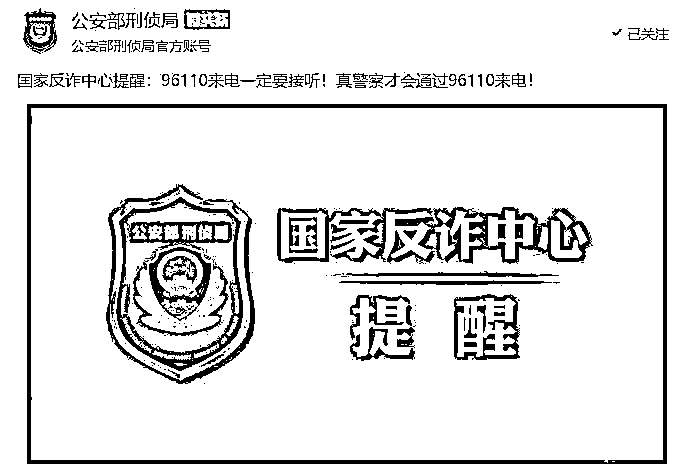 公安部刑侦局
公安部刑侦局官方账号
已关注
国家反诈中心提醒：96110来电一定要接听！真警察才会通过96110来电！
公安部刑侦局
国家反诈中心
提 醒